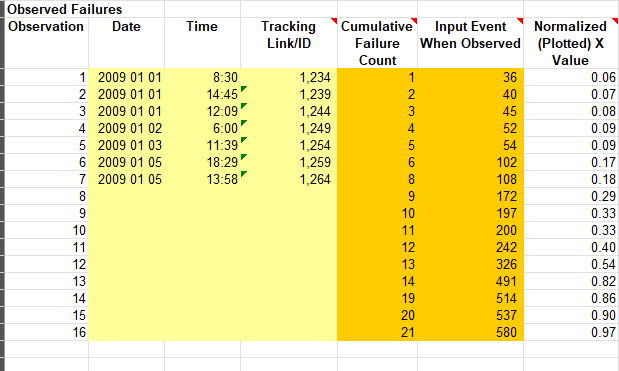 Observed Failures
Observation Date Time Tracking Link/ID Cumulative Failure Count Input Event When Observed Normalized (Plotted) X Value
1 2009 01 01 8:30 1,234 1 36 0.06
2 2009 01 01 14:45 1,239 2 40 0.07
3 2009 01 01 12:09 1,244 3 45 0.08
4 2009 01 02 6:00 1,249 4 52 0.09
5 2009 01 03 11:39 1,254 5 54 0.09
6 2009 01 05 18:29 1,259 6 102 0.17
7 2009 01 05 13:58 1,264 8 108 0.18
8 9 172 0.29
9 10 197 0.33
10 11 200 0.33
11 12 242 0.40
12 13 326 0.54
13 14 491 0.82
14 19 514 0.86
15 20 537 0.90
16 21 580 0.97